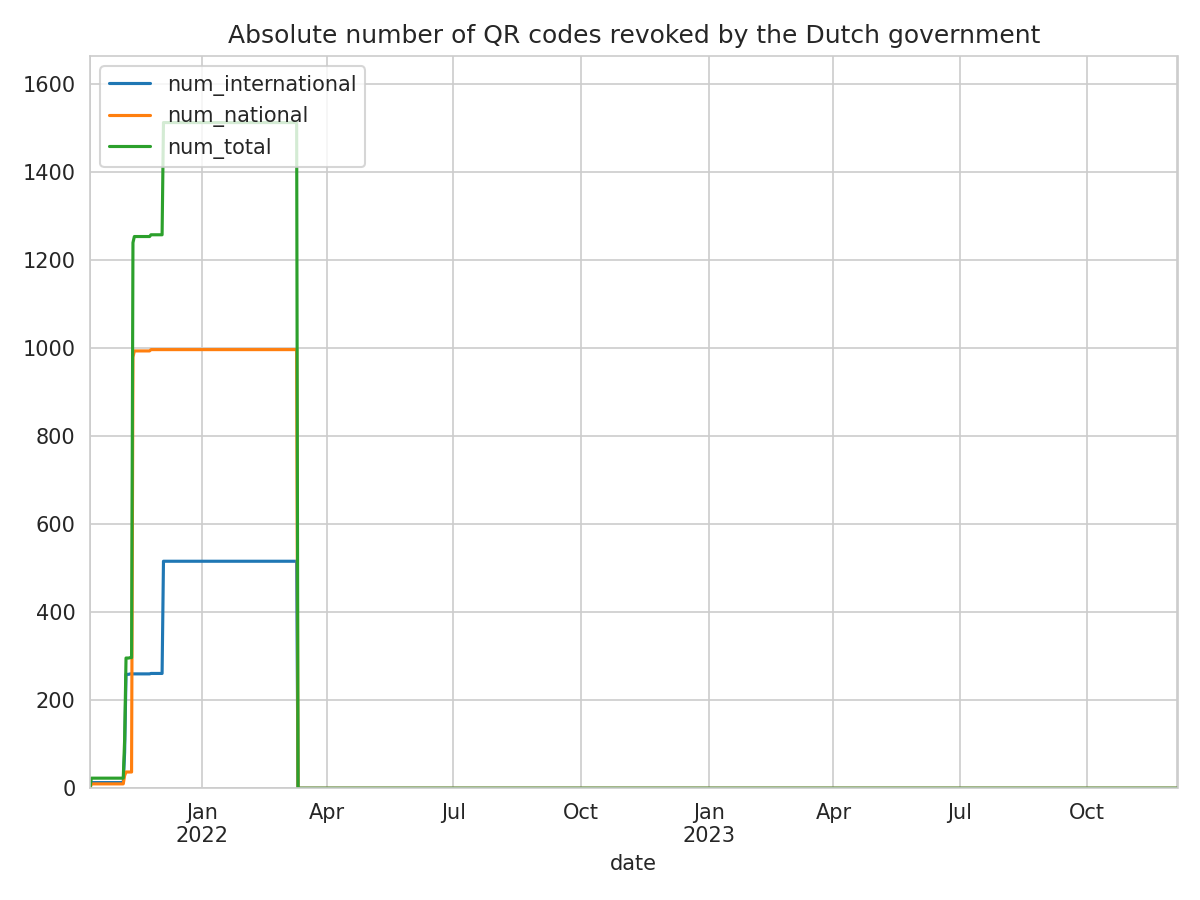 Absolute number of QR codes revoked by the Dutch government
num_international
num_national
num_total
1600
1400
1200
1000
800
600
400
200
0
Jan Apr Jul Oct Jan Apr Jul Oct
2022 2023
date